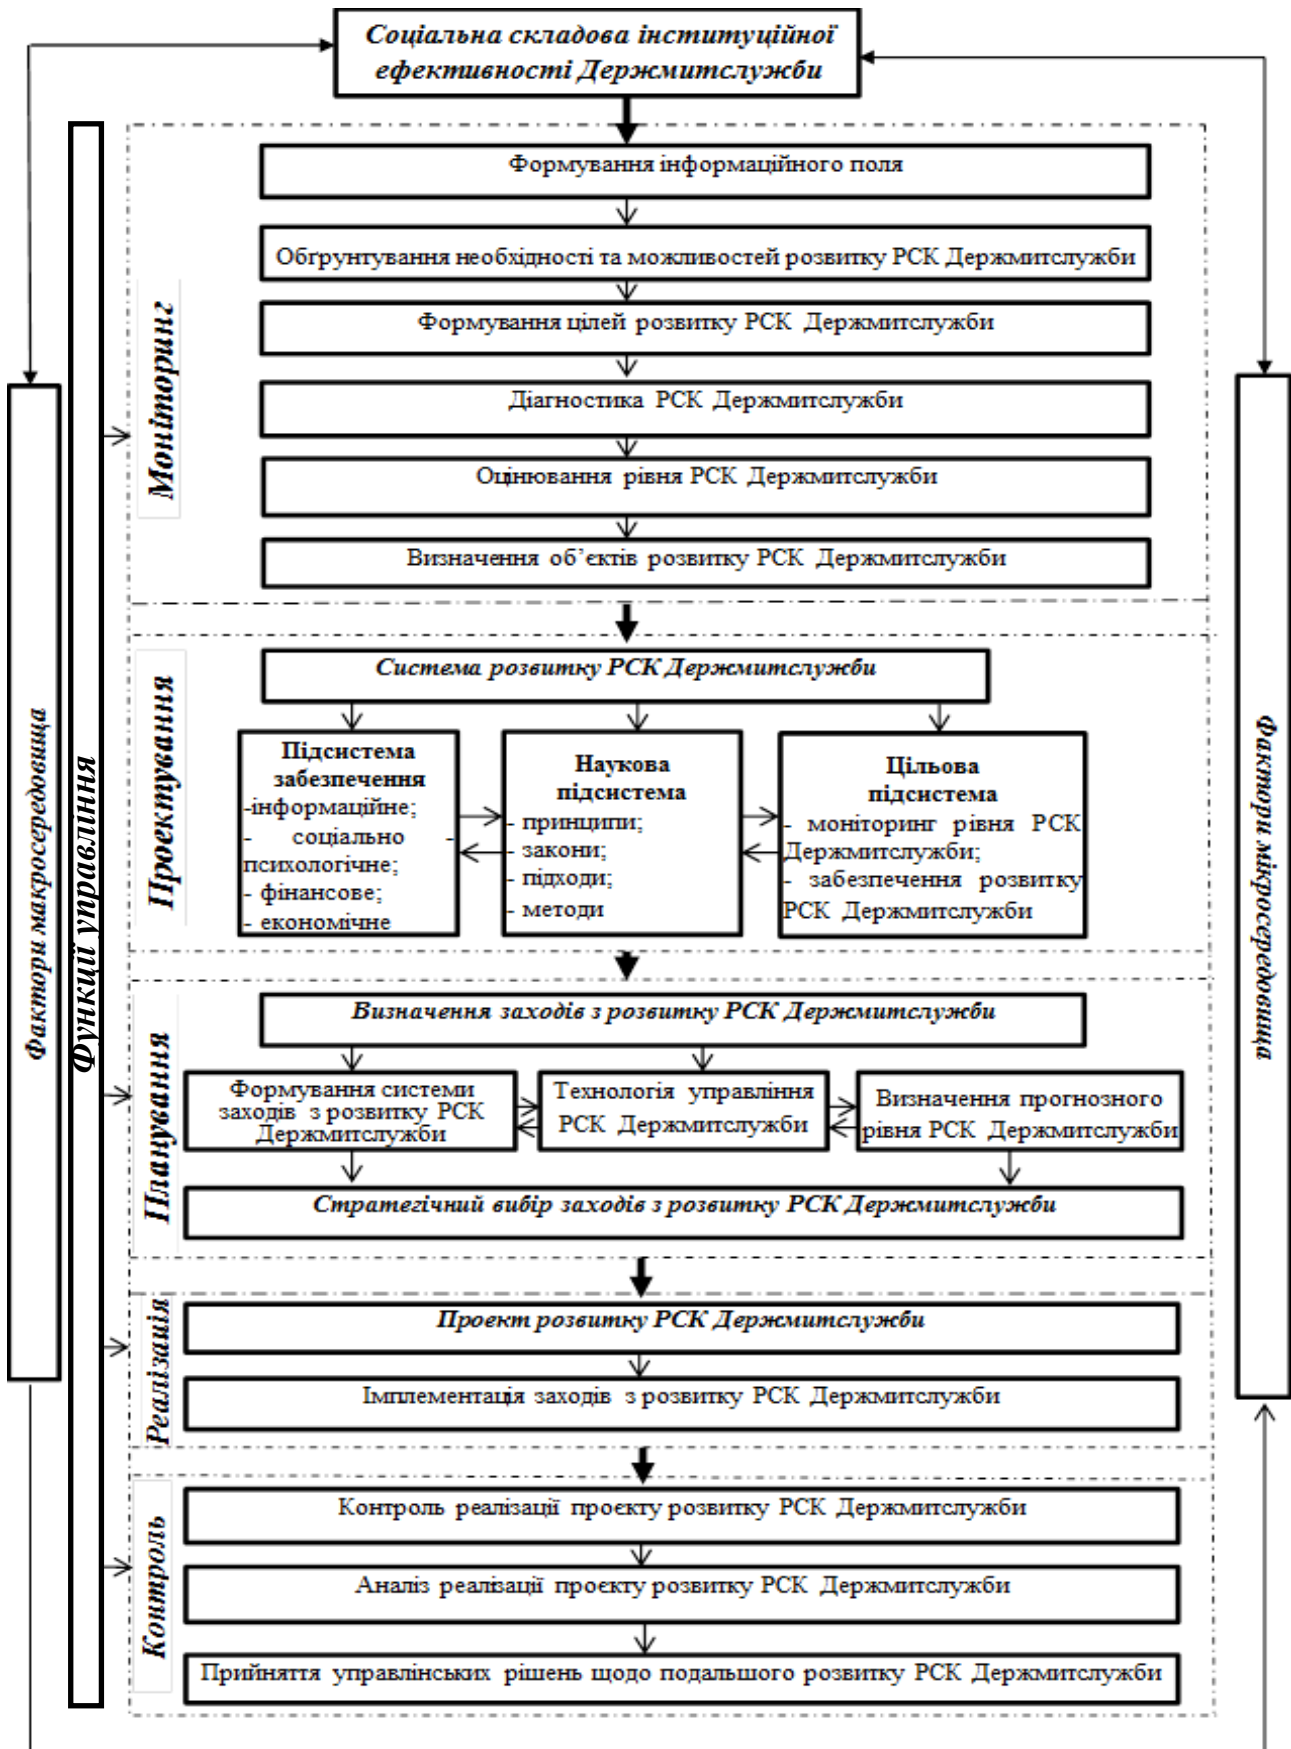 Соціальна складова інституційної
ефективності Держмитслужби
Фактори макросередовища
Функції управління
Моніторинг
Формування інформаційного поля
Обґрунтування необхідності та можливостей розвитку РСК Держмитслужби
Формування цілей розвитку РСК Держмитслужби
Діагностика РСК Держмитслужби
Оцінювання рівня РСК Держмитслужби
Визначення об’єктів розвитку РСК Держмитслужби
Проектування
Система розвитку РСК Держмитслужби
Підсистема
забезпечення
-інформаційне;
- соціально -
психологічне;
- фінансове;
- економічне
Наукова
підсистема
- принципи;
- закони;
- підходи;
- методи
Цільова
підсистема
- моніторинг рівня РСК
Держмитслужби;
- забезпечення розвитку
РСК Держмитслужби
Планування
Визначення заходів з розвитку РСК Держмитслужби
Формування системи
заходів з розвитку РСК
Держмитслужби
Технологія управління
РСК Держмитслужби
Визначення прогнозного
рівня РСК Держмитслужби
Стратегічний вибір заходів з розвитку РСК Держмитслужби
Реалізація
Проект розвитку РСК Держмитслужби
Імплементація заходів з розвитку РСК Держмитслужби
Контроль
Контроль реалізації проєкту розвитку РСК Держмитслужби
Аналіз реалізації проєкту розвитку РСК Держмитслужби
Прийняття управлінських рішень щодо подальшого розвитку РСК Держмитслужби
Фактори мікросередовища